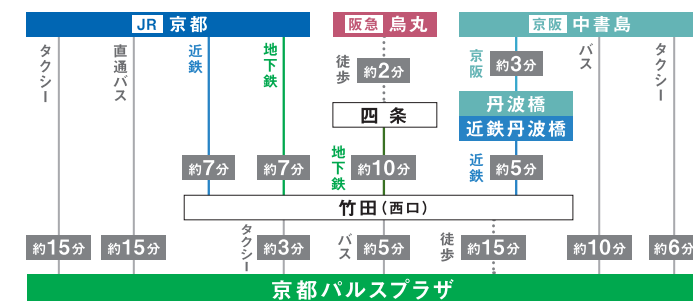 JR 京都
阪急 烏丸
京阪 中書島
タクシー
直通バス
近鉄
地下鉄
徒歩
約2分
京阪
約3分
バス
タクシー
四条
丹波橋
近鉄丹波橋
約7分
約7分
地下鉄
約10分
近鉄
約5分
竹田(西口)
約15分
約15分
タクシー
約3分
バス
約5分
徒歩
約15分
約10分
約6分
京都パルスプラザ